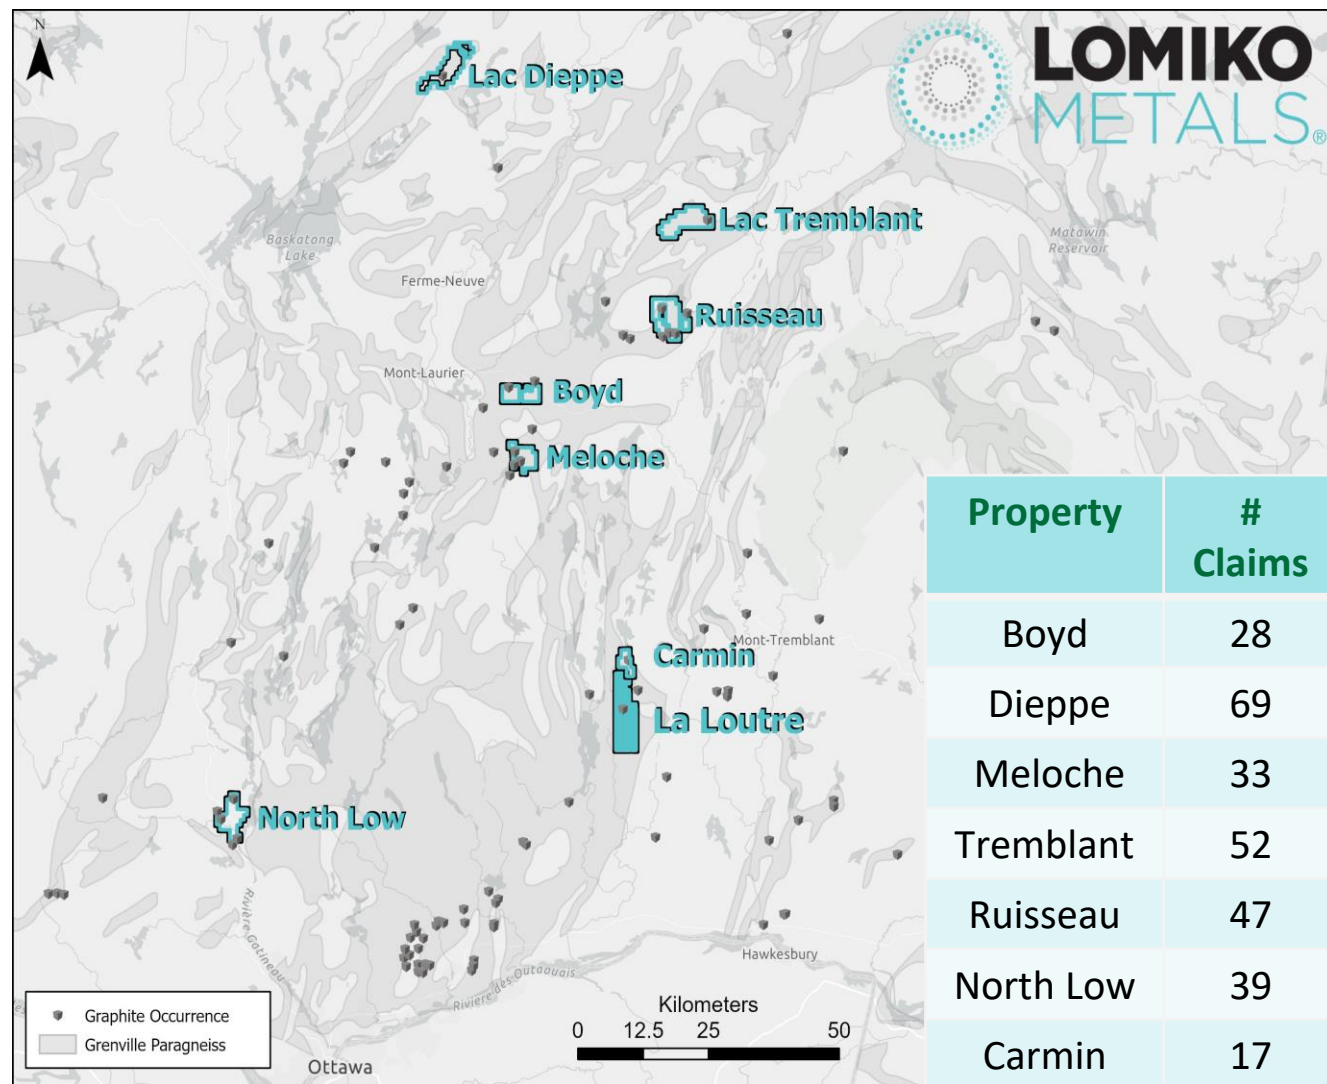 N
Lac Dieppe
LOMIKO
METALS®
Lac Tremblant
Baskatong
Lake
Matawin
Reservoir
Ferme-Neuve
Ruisseau
Mont-Laurier
Boyd
Meloche
Property
#
Claims
Boyd 28
Dieppe 69
Meloche 33
Tremblant 52
Ruisseau 47
North Low 39
Carmin 17
Mont-Tremblant
Carmin
La Loutre
North Low
Rivière Gatineau
Rivière des Outaouais
Hawkesbury
Graphite Occurrence
Grenville Paragneiss
Ottawa
Kilometers
0 12.5 25 50